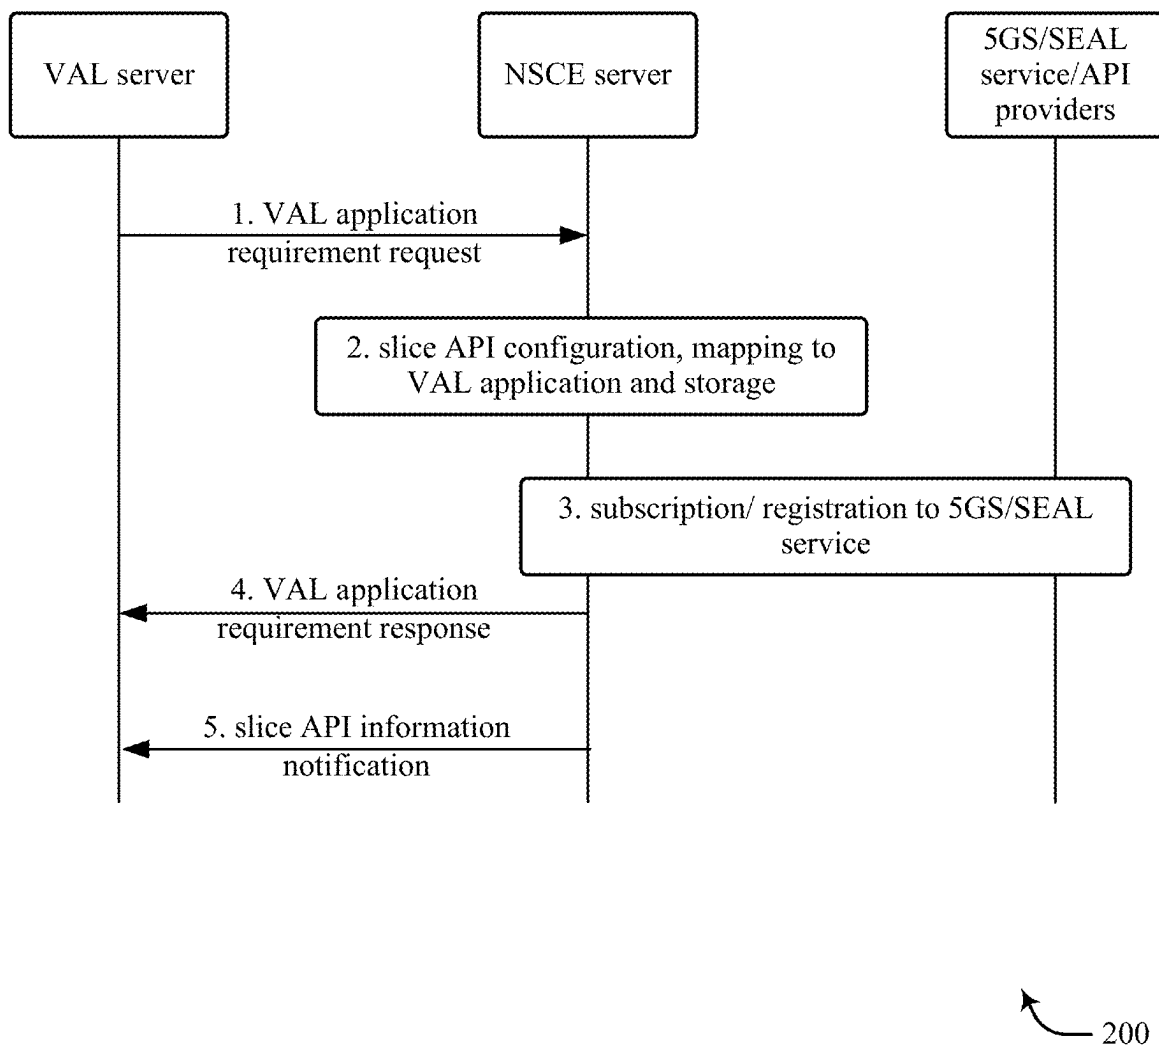 VAL server
NSCE server
5GS/SEAL
service/API
providers
1. VAL application
requirement request
2. slice API configuration, mapping to
VAL application and storage
3. subscription/ registration to 5GS/SEAL
service
4. VAL application
requirement response
5. slice API information
notification
200